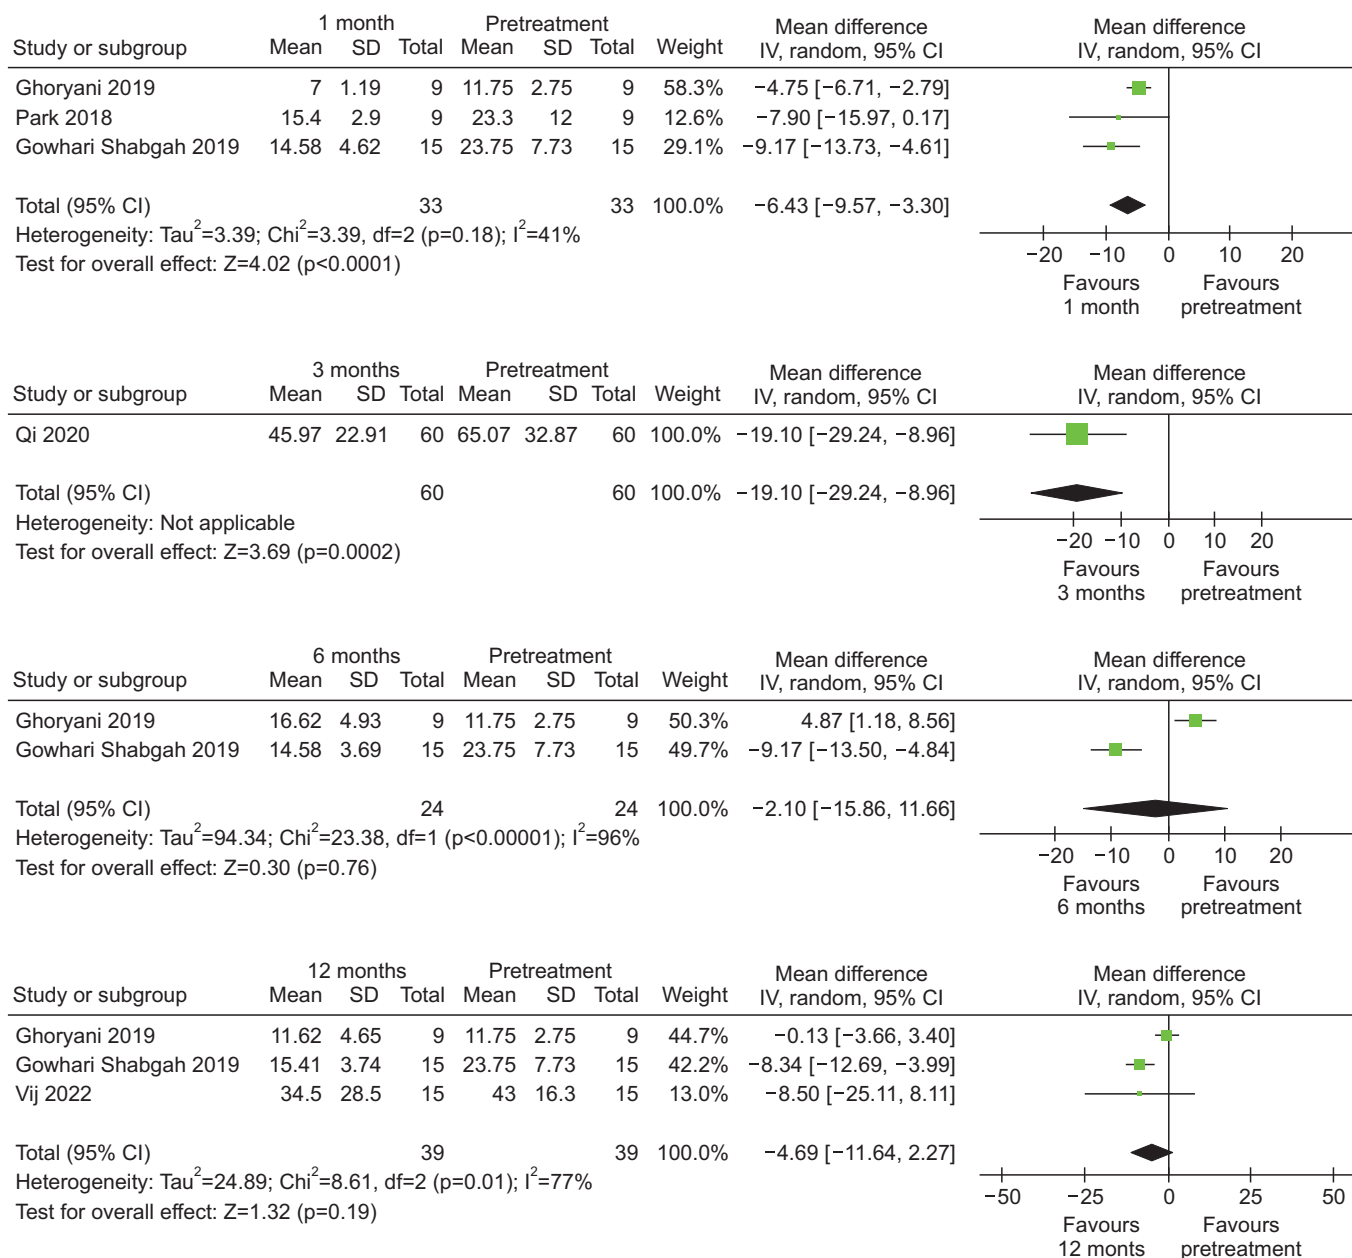 1 month Pretreatment Mean difference Mean difference
Study or subgroup Mean SD Total Mean SD Total Weight IV, random, 95% CI IV, random, 95% CI
Ghoryani 2019 7 1.19 9 11.75 2.75 9 58.3% −4.75 [−6.71, −2.79]
Park 2018 15.4 2.9 9 23.3 12 9 12.6% −7.90 [−15.97, 0.17]
Gowhari Shabgah 2019 14.58 4.62 15 23.75 7.73 15 29.1% −9.17 [−13.73, −4.61]
Total (95% CI) 33 33 100.0% −6.43 [−9.57, −3.30]
Heterogeneity: Tau²=3.39; Chi²=3.39, df=2 (p=0.18); I²=41%
Test for overall effect: Z=4.02 (p<0.0001)
−20 −10 0 10 20
Favours Favours
1 month pretreatment
3 months Pretreatment Mean difference Mean difference
Study or subgroup Mean SD Total Mean SD Total Weight IV, random, 95% CI IV, random, 95% CI
Qi 2020 45.97 22.91 60 65.07 32.87 60 100.0% −19.10 [−29.24, −8.96]
Total (95% CI) 60 60 100.0% −19.10 [−29.24, −8.96]
Heterogeneity: Not applicable
Test for overall effect: Z=3.69 (p=0.0002)
−20 −10 0 10 20
Favours Favours
3 months pretreatment
6 months Pretreatment Mean difference Mean difference
Study or subgroup Mean SD Total Mean SD Total Weight IV, random, 95% CI IV, random, 95% CI
Ghoryani 2019 16.62 4.93 9 11.75 2.75 9 50.3% 4.87 [1.18, 8.56]
Gowhari Shabgah 2019 14.58 3.69 15 23.75 7.73 15 49.7% −9.17 [−13.50, −4.84]
Total (95% CI) 24 24 100.0% −2.10 [−15.86, 11.66]
Heterogeneity: Tau²=94.34; Chi²=23.38, df=1 (p<0.00001); I²=96%
Test for overall effect: Z=0.30 (p=0.76)
−20 −10 0 10 20
Favours Favours
6 months pretreatment
12 months Pretreatment Mean difference Mean difference
Study or subgroup Mean SD Total Mean SD Total Weight IV, random, 95% CI IV, random, 95% CI
Ghoryani 2019 11.62 4.65 9 11.75 2.75 9 44.7% −0.13 [−3.66, 3.40]
Gowhari Shabgah 2019 15.41 3.74 15 23.75 7.73 15 42.2% −8.34 [−12.69, −3.99]
Vij 2022 34.5 28.5 15 43 16.3 15 13.0% −8.50 [−25.11, 8.11]
Total (95% CI) 39 39 100.0% −4.69 [−11.64, 2.27]
Heterogeneity: Tau²=24.89; Chi²=8.61, df=2 (p=0.01); I²=77%
Test for overall effect: Z=1.32 (p=0.19)
−50 −25 0 25 50
Favours Favours
12 monts pretreatment